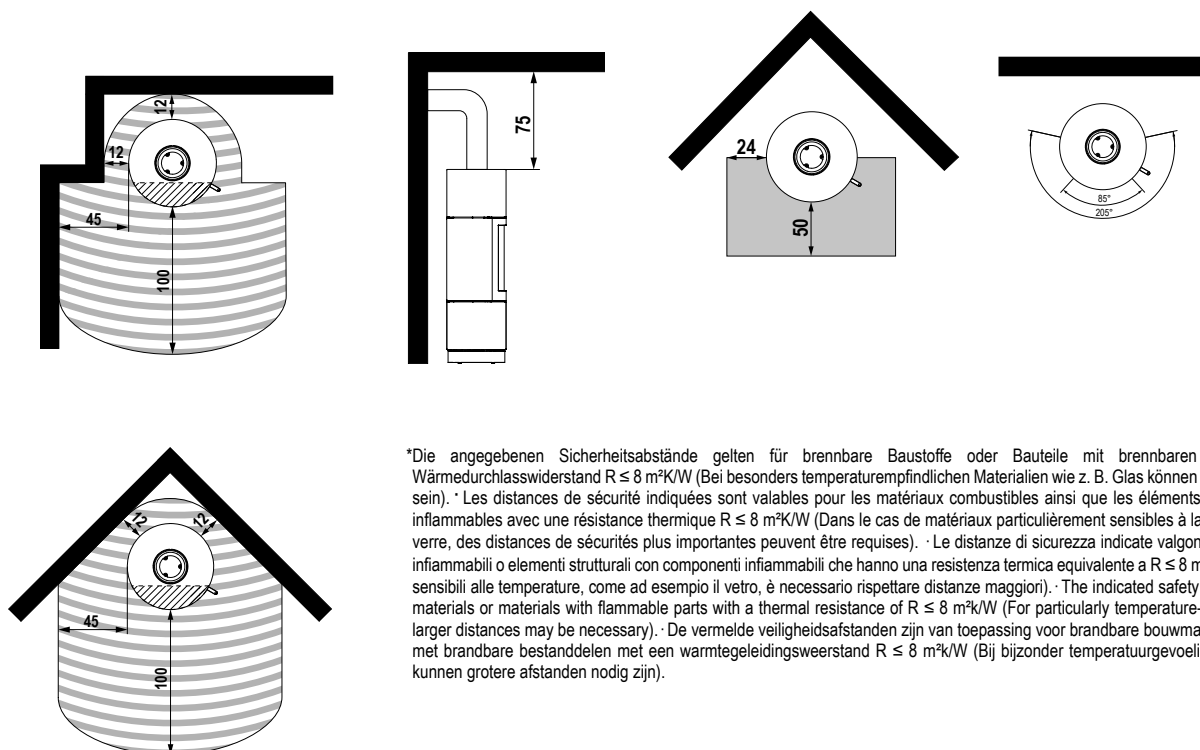 12
12
45
100
75
24
50
85°
205°
12
12
45
100
*Die angegebenen Sicherheitsabstände gelten für brennbare Baustoffe oder Bauteile mit brennbaren
Wärmedurchlasswiderstand R ≤ 8 m²K/W (Bei besonders temperaturempfindlichen Materialien wie z. B. Glas können
sein). · Les distances de sécurité indiquées sont valables pour les matériaux combustibles ainsi que les éléments
inflammables avec une résistance thermique R ≤ 8 m²K/W (Dans le cas de matériaux particulièrement sensibles à la
verre, des distances de sécurités plus importantes peuvent être requises). · Le distanze di sicurezza indicate valgon
infiammabili o elementi strutturali con componenti infiammabili che hanno una resistenza termica equivalente a R ≤ 8 m
sensibili alle temperature, come ad esempio il vetro, è necessario rispettare distanze maggiori). · The indicated safety
materials or materials with flammable parts with a thermal resistance of R ≤ 8 m²k/W (For particularly temperature-
larger distances may be necessary). · De vermelde veiligheidsafstanden zijn van toepassing voor brandbare bouwma
met brandbare bestanddelen met een warmtegeleidingsweerstand R ≤ 8 m²k/W (Bij bijzonder temperatuurgevoeli
kunnen grotere afstanden nodig zijn).